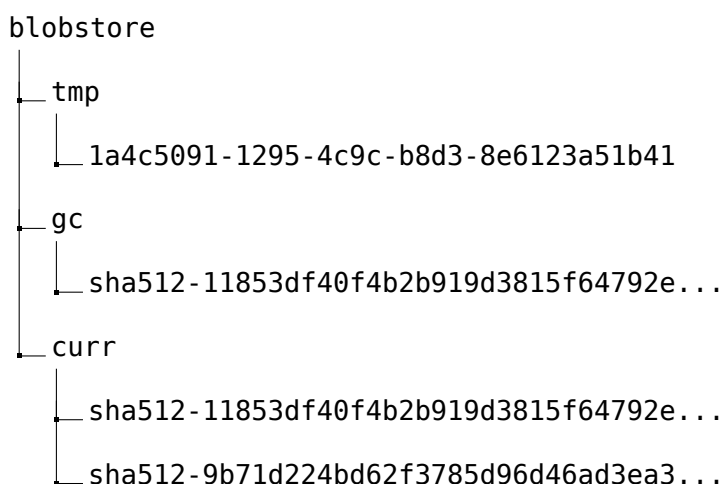 blobstore
tmp
1a4c5091-1295-4c9c-b8d3-8e6123a51b41
gc
sha512-11853df40f4b2b919d3815f64792e...
curr
sha512-11853df40f4b2b919d3815f64792e...
sha512-9b71d224bd62f3785d96d46ad3ea3...